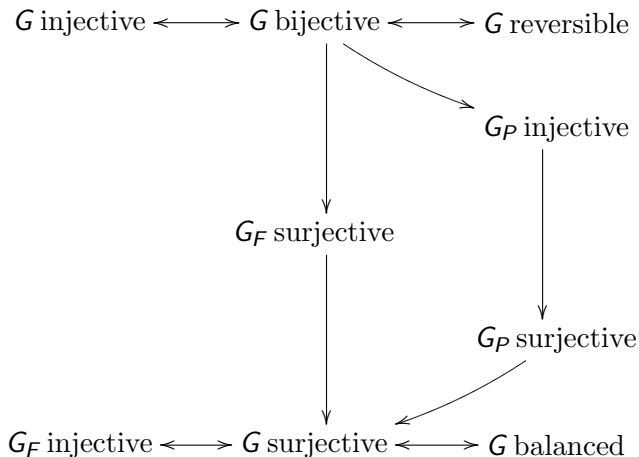 G injective G bijective G reversible
G_P injective
G_F surjective
G_P surjective
G_F injective G surjective G balanced